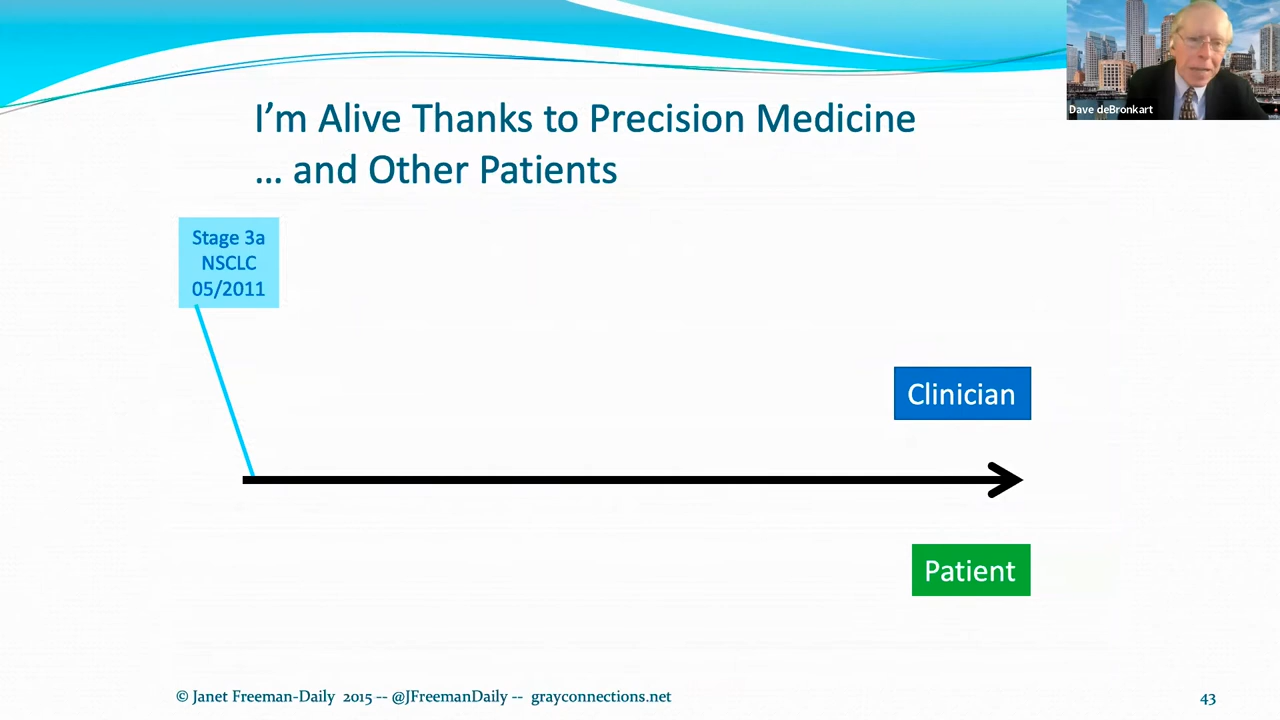 Dave deBronkart
I'm Alive Thanks to Precision Medicine
... and Other Patients
Stage 3a
NSCLC
05/2011
Clinician
Patient
© Janet Freeman-Daily 2015 -- @JFreemanDaily -- grayconnections.net
43